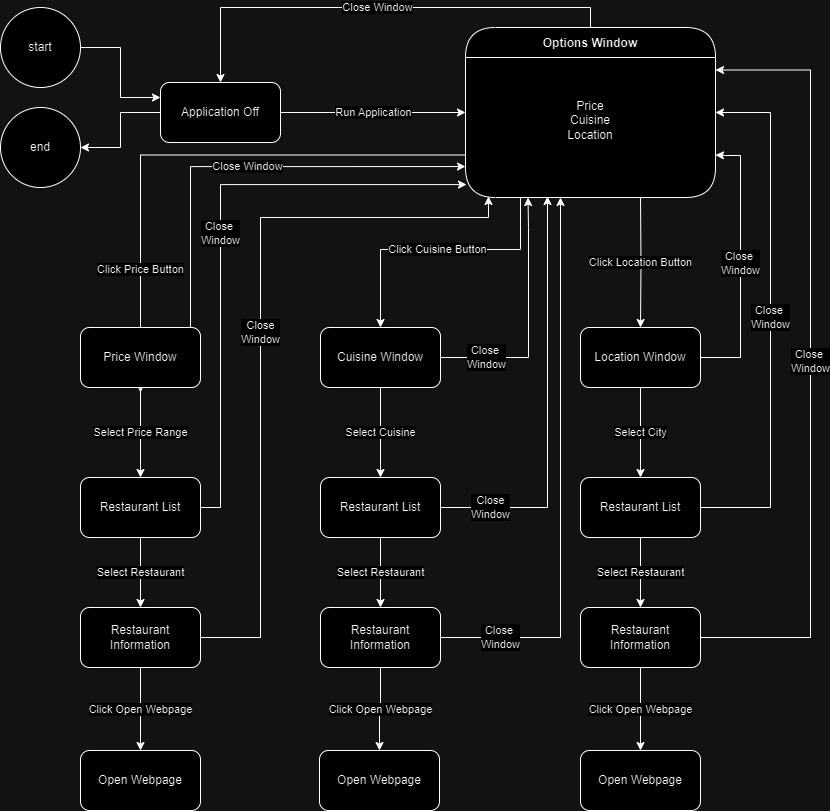 Close Window
start
Options Window
Application Off
Run Application
Price
Cuisine
Location
end
Close Window
Close
Window
Click Cuisine Button
Click Price Button
Click Location Button
Close
Window
Close
Window
Close
Window
Price Window
Cuisine Window
Close
Window
Location Window
Close
Window
Select Price Range
Select Cuisine
Select City
Restaurant List
Restaurant List
Close
Window
Restaurant List
Select Restaurant
Select Restaurant
Select Restaurant
Restaurant
Information
Restaurant
Information
Close
Window
Restaurant
Information
Click Open Webpage
Click Open Webpage
Click Open Webpage
Open Webpage
Open Webpage
Open Webpage